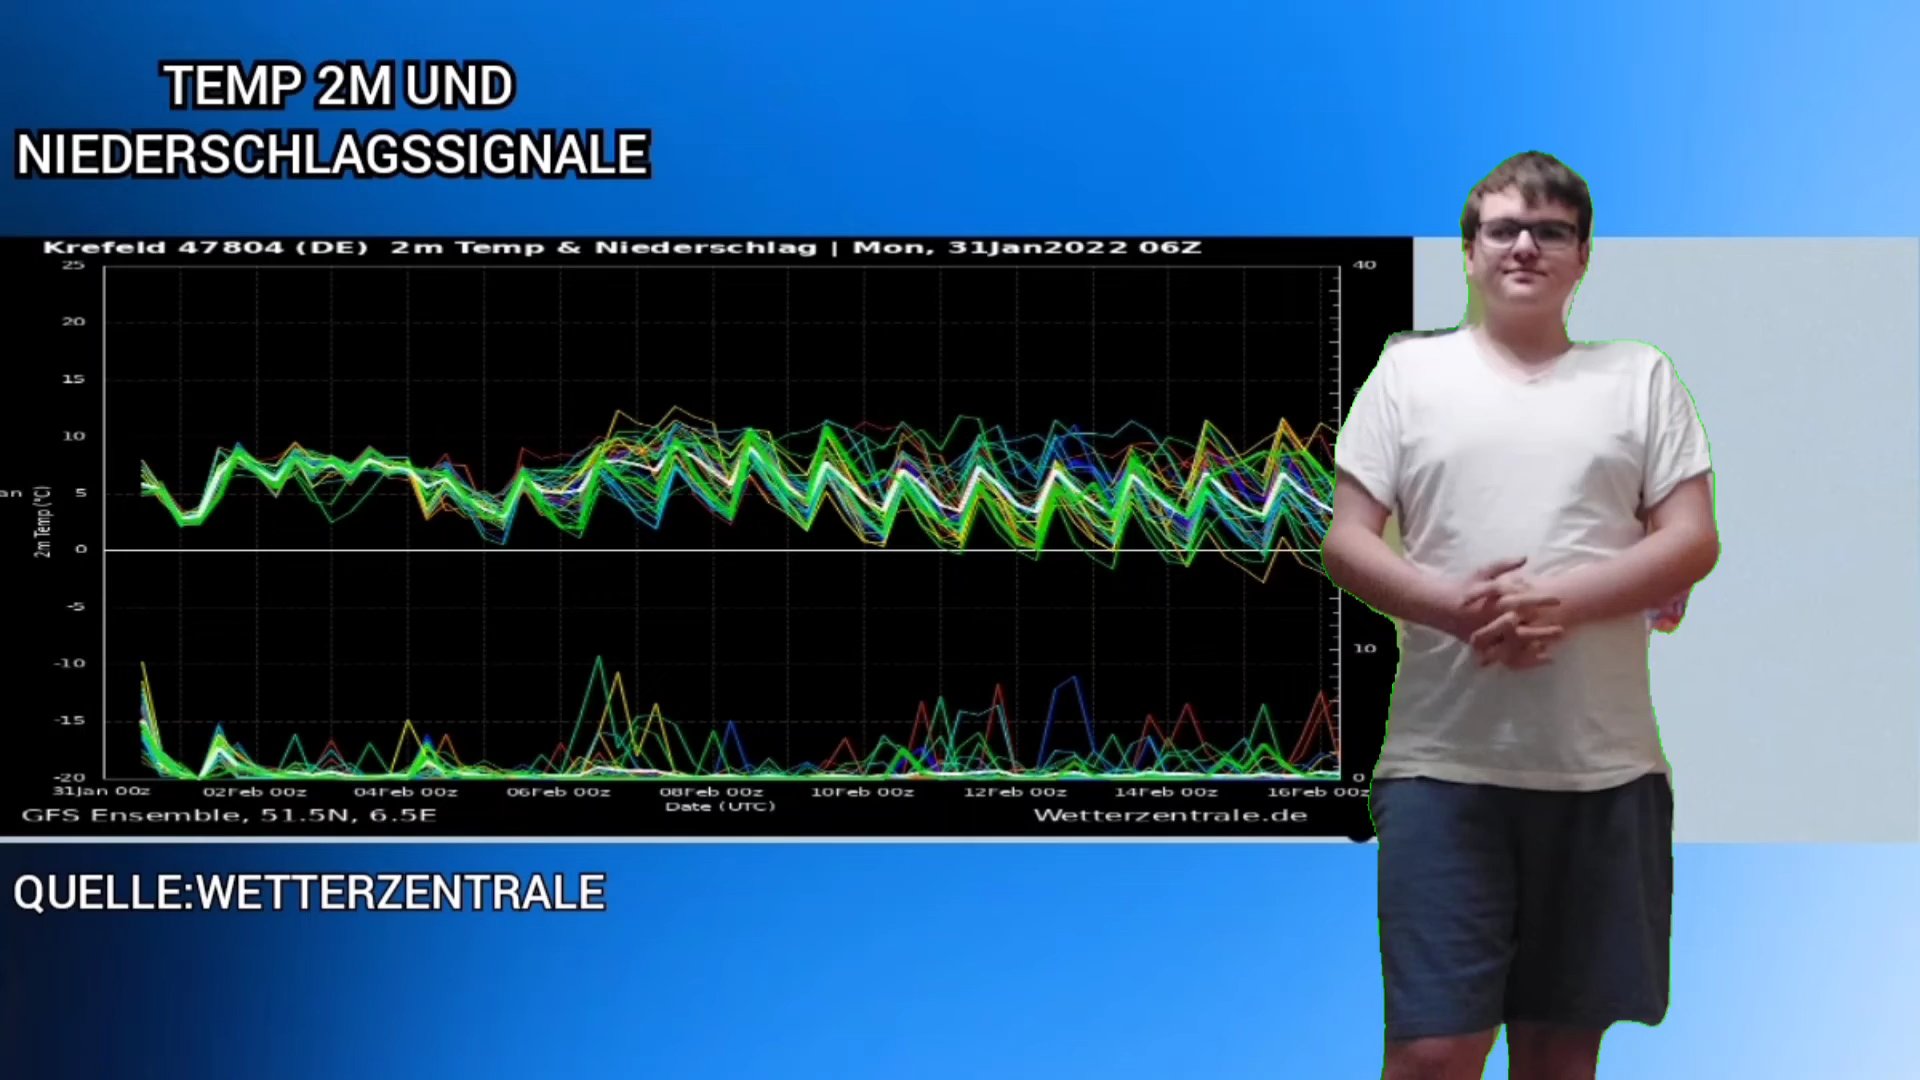 TEMP 2M UND
NIEDERSCHLAGSSIGNALE
Krefeld 47804 (DE) 2m Temp & Niederschlag | Mon, 31Jan2022 06Z
25
20
15
10
5
0
-5
-10
-15
-20
an
2m Temp (°C)
40
10
0
31Jan 00z 02Feb 00z 04Feb 00z 06Feb 00z 08Feb 00z 10Feb 00z 12Feb 00z 14Feb 00z 16Feb 00z
Date (UTC)
GFS Ensemble, 51.5N, 6.5E
Wetterzentrale.de
QUELLE:WETTERZENTRALE